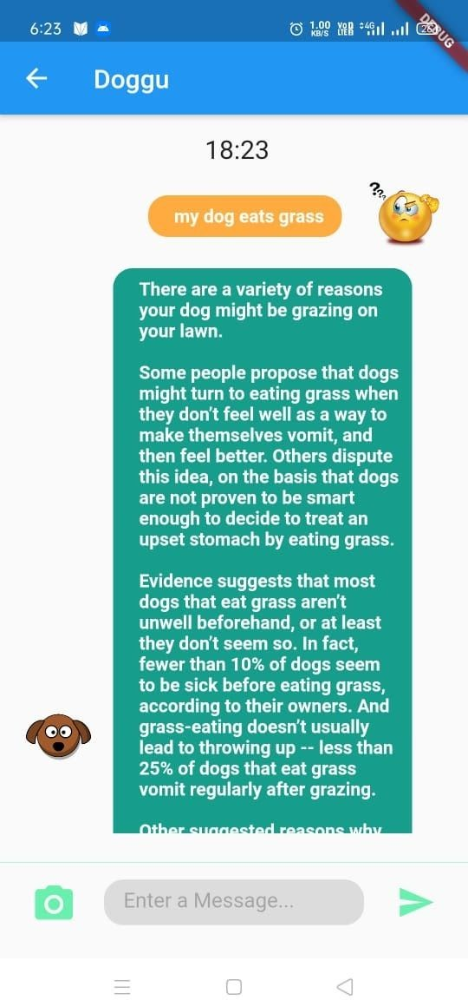 6:23
1.00
KB/S
4G
DEBUG
Doggu
18:23
???
my dog eats grass
There are a variety of reasons
your dog might be grazing on
your lawn.
Some people propose that dogs
might turn to eating grass when
they don't feel well as a way to
make themselves vomit, and
then feel better. Others dispute
this idea, on the basis that dogs
are not proven to be smart
enough to decide to treat an
upset stomach by eating grass.
Evidence suggests that most
dogs that eat grass aren't
unwell beforehand, or at least
they don't seem so. In fact,
fewer than 10% of dogs seem
to be sick before eating grass,
according to their owners. And
grass-eating doesn't usually
lead to throwing up -- less than
25% of dogs that eat grass
vomit regularly after grazing.
Other suggested reasons why
Enter a Message...